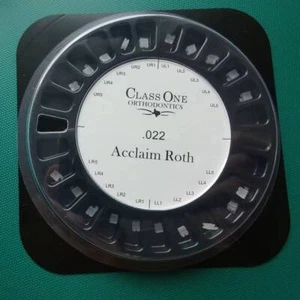 UR3 UR2 UR1 UL1 UL2 UL3
UR4 UL4
UR5 UL5
CLASS ONE
ORTHODONTICS
.022
Acclaim Roth
LR5 LL5
LR4 LL4
LR3 LL3
LR2 LR1 LL1 LL2